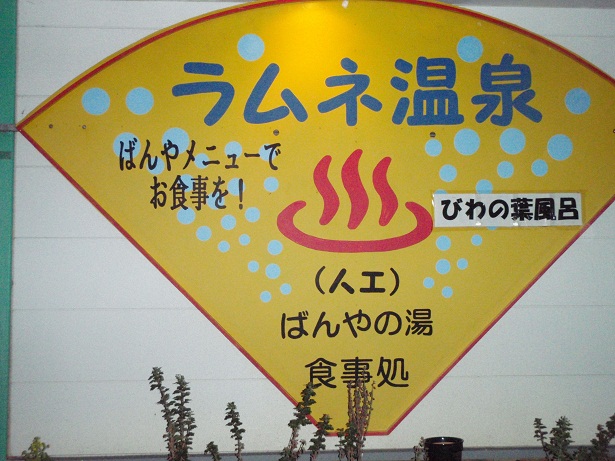 ラムネ温泉
ばんやメニューで
お食事を!
びわの葉風呂
(人工)
ばんやの湯
食事処